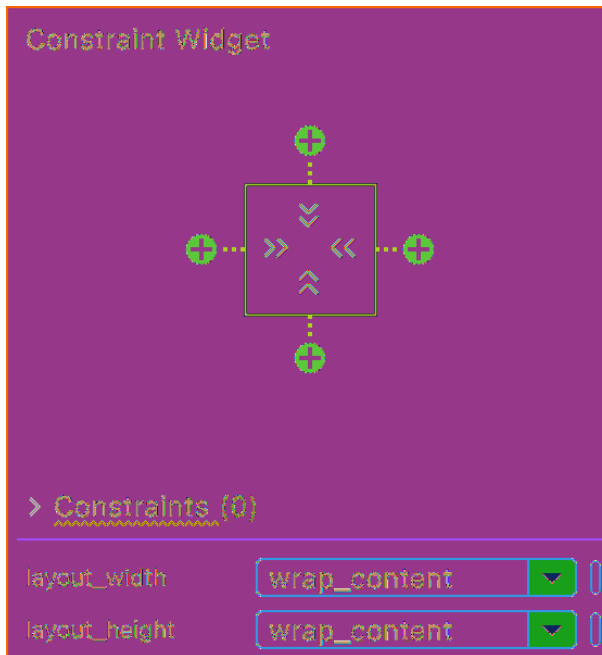 Constraint Widget
> Constraints (0)
layout_width wrap_content
layout_height wrap_content